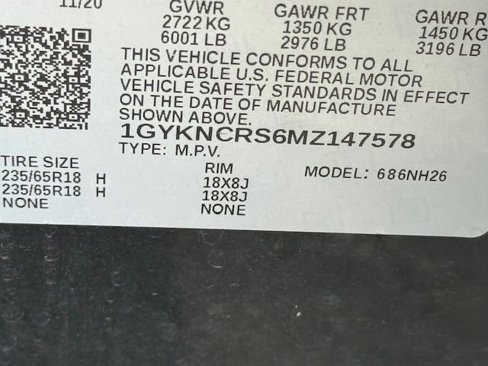 11/20 GVWR GAWR FRT GAWR R
2722 KG 1350 KG 1450 KG
6001 LB 2976 LB 3196 LB
THIS VEHICLE CONFORMS TO ALL
APPLICABLE U.S. FEDERAL MOTOR
VEHICLE SAFETY STANDARDS IN EFFECT
ON THE DATE OF MANUFACTURE
SHOWN ABOVE.
1GYKNCRS6MZ147578
TYPE: M.P.V.
TIRE SIZE RIM MODEL: 686NH26
235/65R18 H 18X8J
235/65R18 H 18X8J
NONE NONE